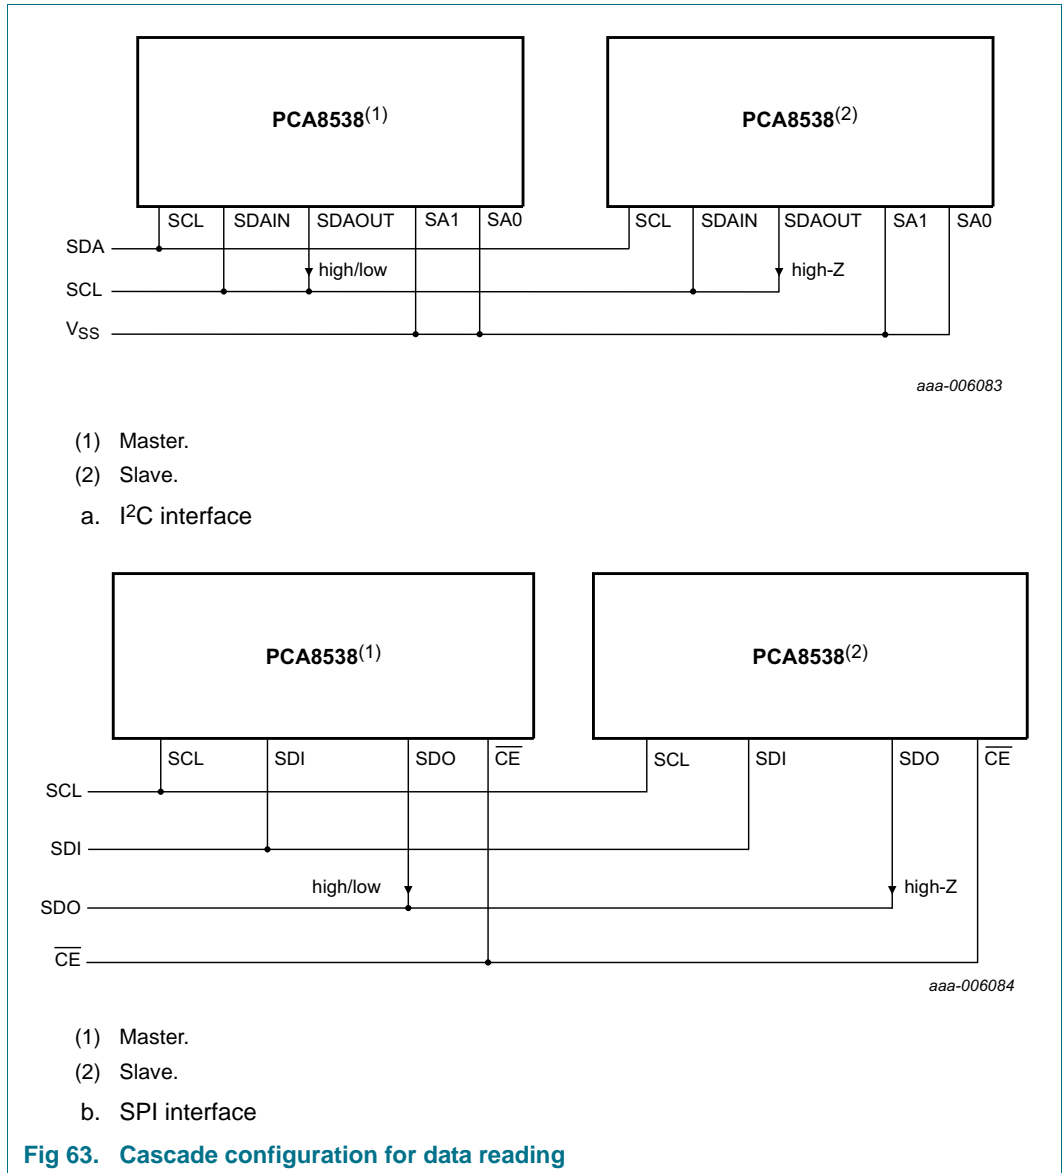 PCA8538(1) PCA8538(2)
SCL SDAIN SDAOUT SA1 SA0 SCL SDAIN SDAOUT SA1 SA0
SDA
high/low high-Z
SCL
VSS
aaa-006083
(1) Master.
(2) Slave.
a. I2C interface
PCA8538(1) PCA8538(2)
SCL SDI SDO CE SCL SDI SDO CE
SCL
SDI
high/low high-Z
SDO
CE
aaa-006084
(1) Master.
(2) Slave.
b. SPI interface
Fig 63. Cascade configuration for data reading